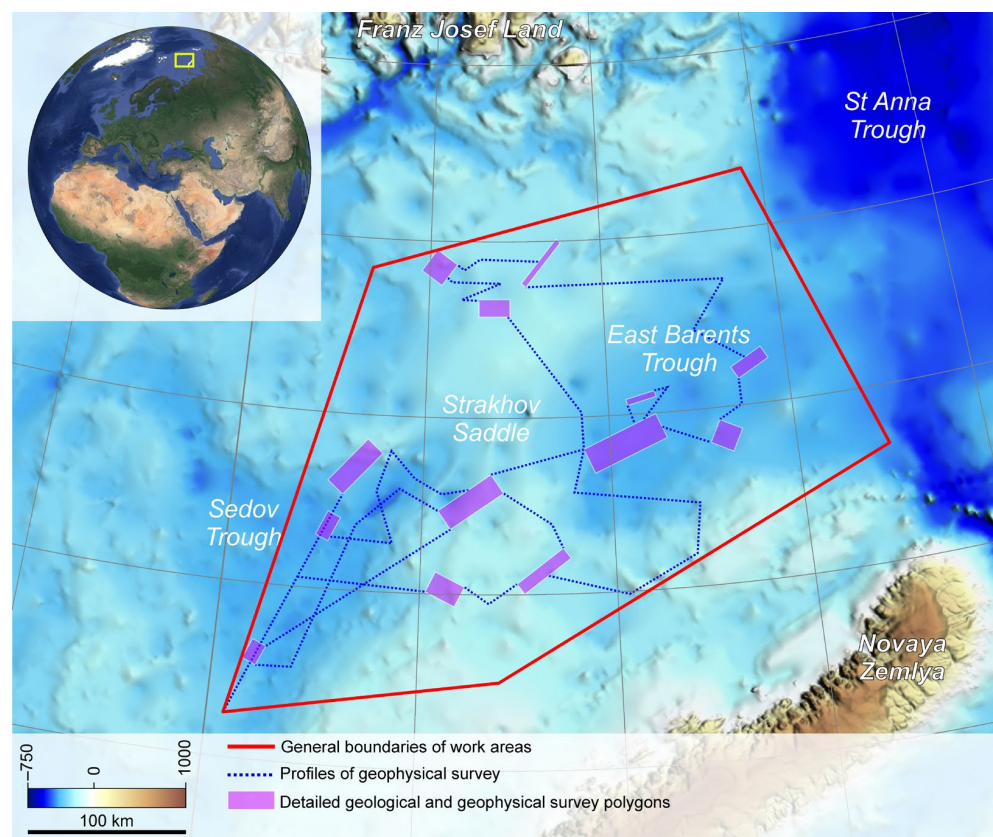 Franz Josef Land
St Anna
Trough
East Barents
Trough
Strakhov
Saddle
Sedov
Trough
Novaya
Zemlya
−750
0
1000
100 km
General boundaries of work areas
Profiles of geophysical survey
Detailed geological and geophysical survey polygons